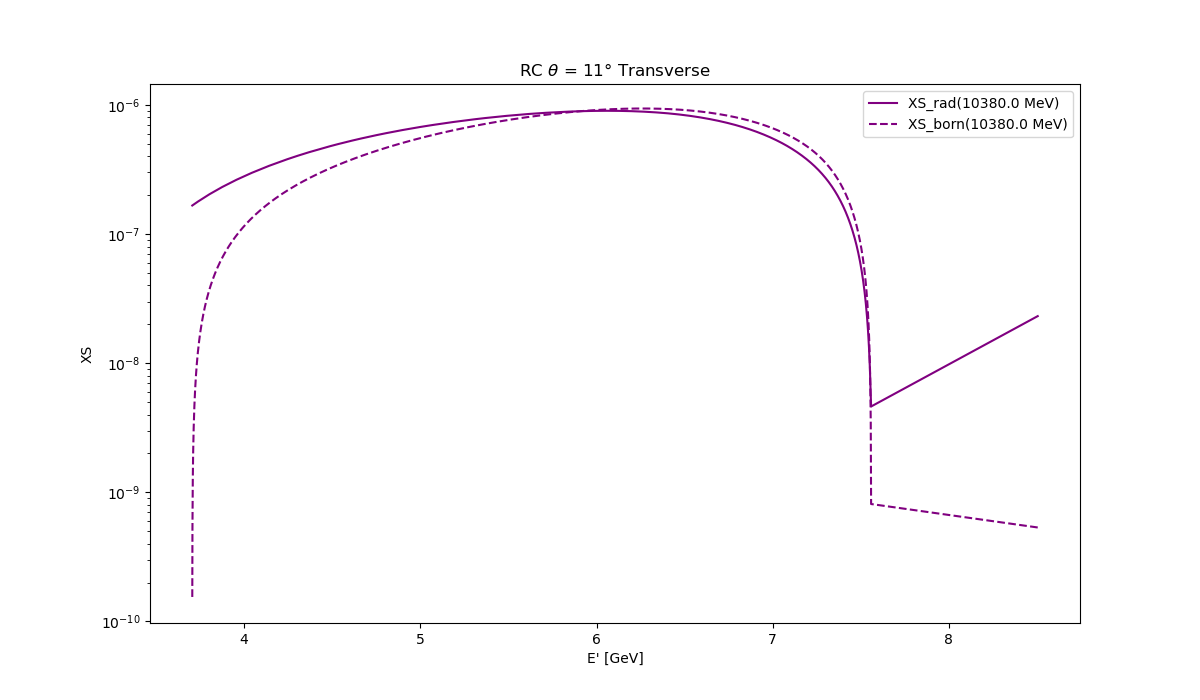 RC θ = 11° Transverse
XS_rad(10380.0 MeV)
XS_born(10380.0 MeV)
10⁻⁶
10⁻⁷
10⁻⁸
10⁻⁹
10⁻¹⁰
XS
4 5 6 7 8
E' [GeV]